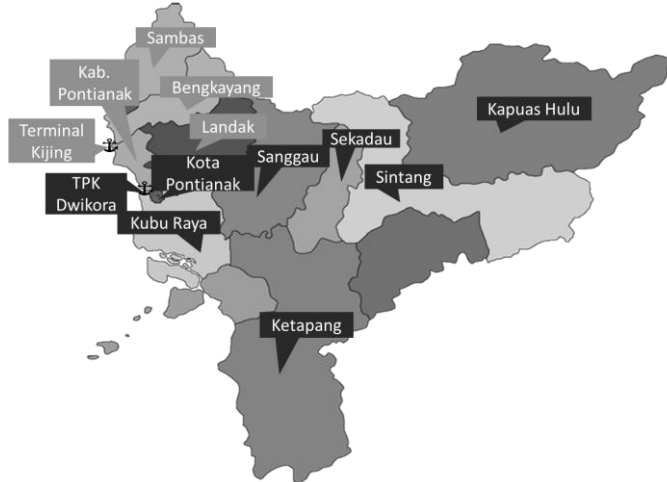 Sambas
Kab.
Pontianak
Bengkayang
Terminal
Kijing
Landak
Kapuas Hulu
Sekadau
TPK
Dwikora
Kota
Pontianak
Sanggau
Sintang
Kubu Raya
Ketapang